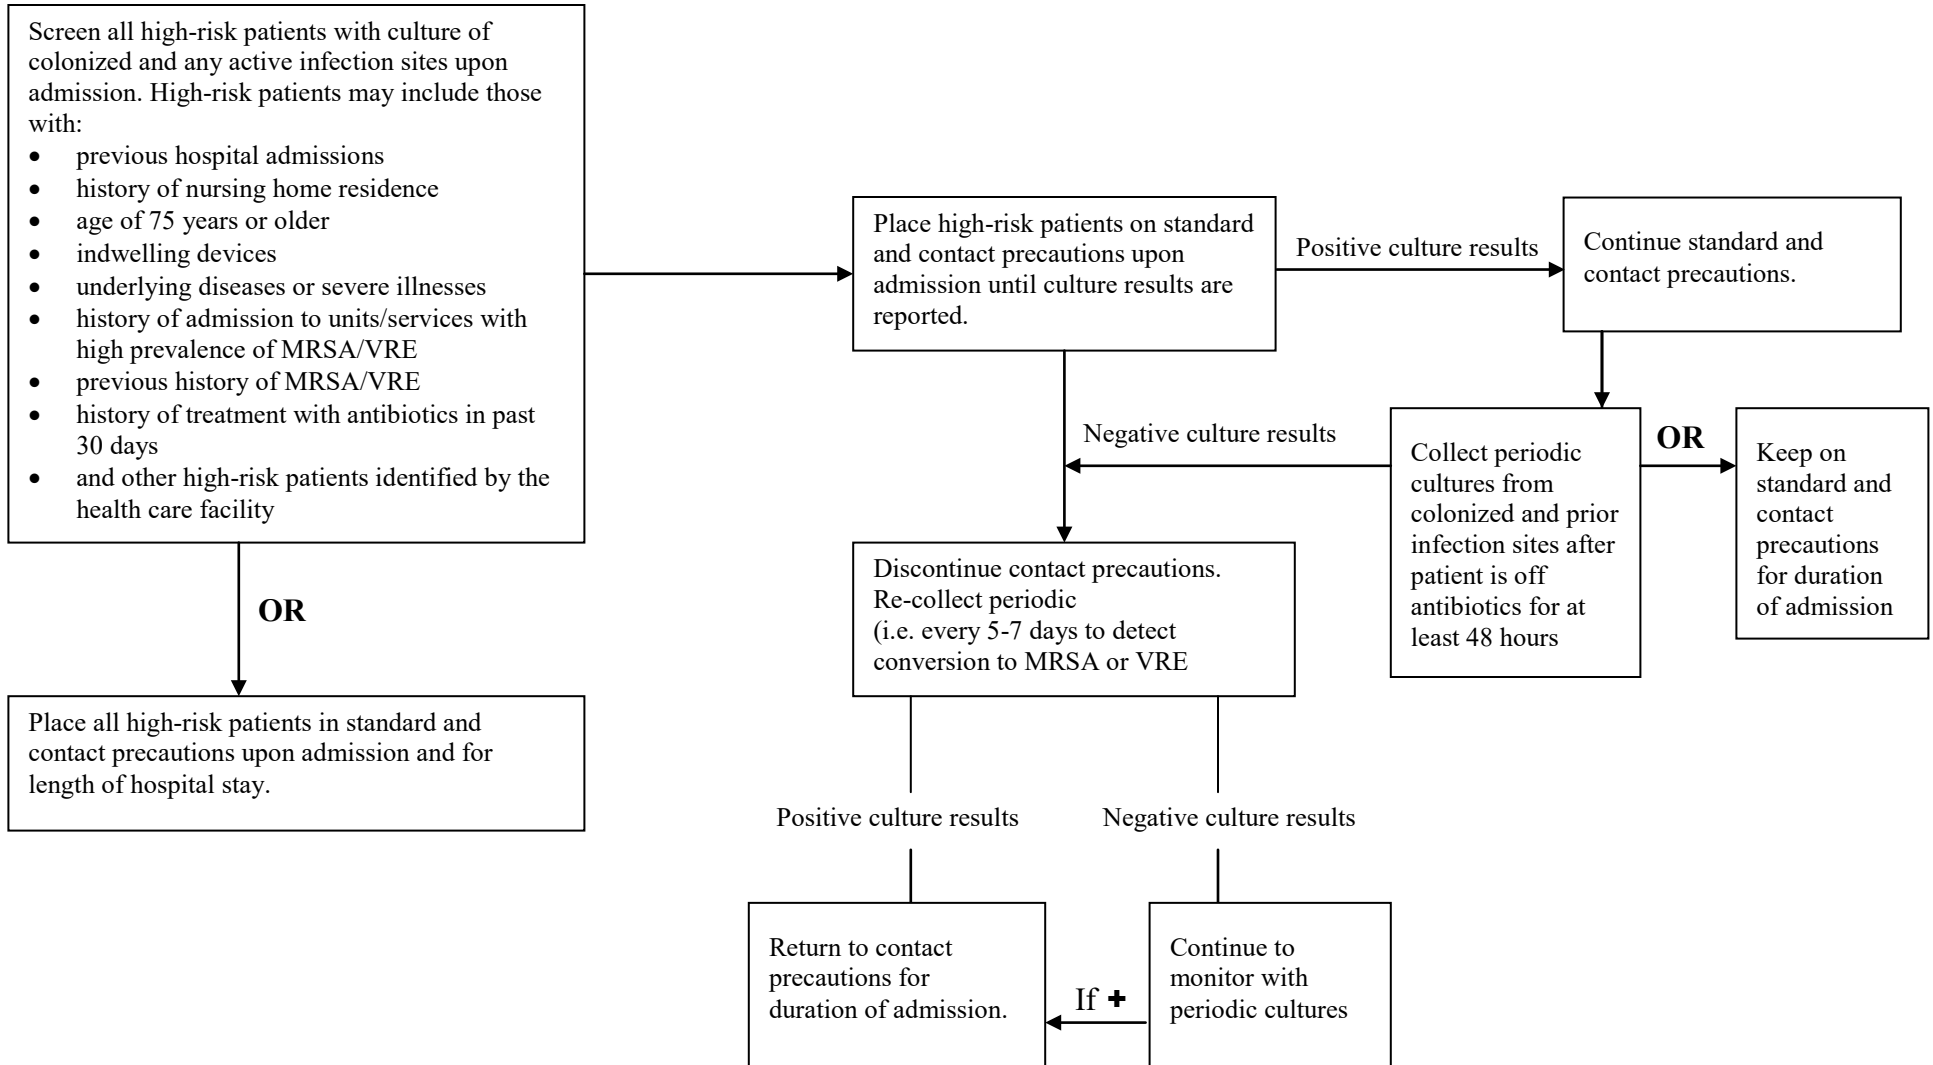 Screen all high-risk patients with culture of
colonized and any active infection sites upon
admission. High-risk patients may include those
with:
• previous hospital admissions
• history of nursing home residence
• age of 75 years or older
• indwelling devices
• underlying diseases or severe illnesses
• history of admission to units/services with
high prevalence of MRSA/VRE
• previous history of MRSA/VRE
• history of treatment with antibiotics in past
30 days
• and other high-risk patients identified by the
health care facility
OR
Place all high-risk patients in standard and
contact precautions upon admission and for
length of hospital stay.
Place high-risk patients on standard
and contact precautions upon
admission until culture results are
reported.
Positive culture results
Continue standard and
contact precautions.
Negative culture results
Collect periodic
cultures from
colonized and prior
infection sites after
patient is off
antibiotics for at
least 48 hours
OR
Keep on
standard and
contact
precautions
for duration
of admission
Discontinue contact precautions.
Re-collect periodic
(i.e. every 5-7 days to detect
conversion to MRSA or VRE
Positive culture results
Negative culture results
Return to contact
precautions for
duration of admission.
If +
Continue to
monitor with
periodic cultures